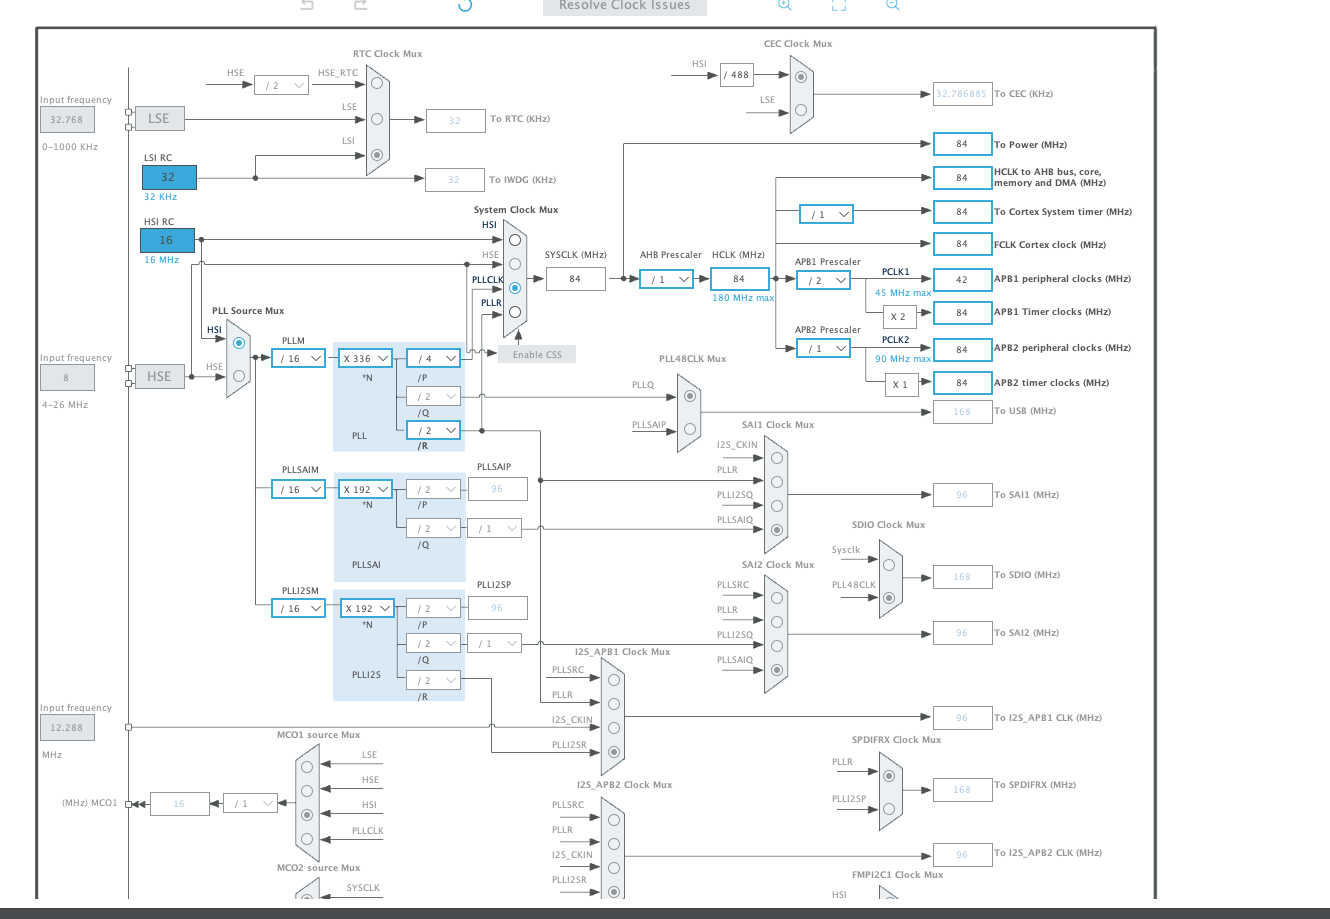 Resolve Clock Issues
RTC Clock Mux
CEC Clock Mux
HSE
/ 2
HSE_RTC
HSI
/ 488
Input frequency
32.768
0-1000 KHz
LSE
LSE
32
To RTC (KHz)
LSE
32.786885
To CEC (KHz)
LSI
LSI RC
32
32 KHz
32
To IWDG (KHz)
84
To Power (MHz)
84
HCLK to AHB bus, core,
memory and DMA (MHz)
HSI RC
16
16 MHz
System Clock Mux
HSI
HSE
PLLCLK
PLLR
SYSCLK (MHz)
84
AHB Prescaler
/ 1
HCLK (MHz)
84
180 MHz max
/ 1
84
To Cortex System timer (MHz)
84
FCLK Cortex clock (MHz)
APB1 Prescaler
/ 2
PCLK1
45 MHz max
42
APB1 peripheral clocks (MHz)
X 2
84
APB1 Timer clocks (MHz)
APB2 Prescaler
/ 1
PCLK2
90 MHz max
84
APB2 peripheral clocks (MHz)
X 1
84
APB2 timer clocks (MHz)
Enable CSS
PLL Source Mux
HSI
HSE
Input frequency
8
4-26 MHz
HSE
PLLM
/ 16
X 336
*N
/ 4
/P
/ 2
/Q
/ 2
/R
PLL
PLL48CLK Mux
PLLQ
PLLSAIP
168
To USB (MHz)
PLLSAIM
/ 16
X 192
*N
/ 2
/P
PLLSAIP
96
/ 2
/Q
/ 1
PLLSAI
SAI1 Clock Mux
I2S_CKIN
PLLR
PLLI2SQ
PLLSAIQ
96
To SAI1 (MHz)
SDIO Clock Mux
Sysclk
PLL48CLK
168
To SDIO (MHz)
PLLI2SM
/ 16
X 192
*N
/ 2
/P
PLLI2SP
96
/ 2
/Q
/ 1
/ 2
/R
PLLI2S
SAI2 Clock Mux
PLLSRC
PLLR
PLLI2SQ
PLLSAIQ
96
To SAI2 (MHz)
I2S_APB1 Clock Mux
PLLSRC
PLLR
I2S_CKIN
PLLI2SR
96
To I2S_APB1 CLK (MHz)
Input frequency
12.288
MHz
MCO1 source Mux
LSE
HSE
HSI
PLLCLK
(MHz) MCO1
16
/ 1
SPDIFRX Clock Mux
PLLR
PLLI2SP
168
To SPDIFRX (MHz)
I2S_APB2 Clock Mux
PLLSRC
PLLR
I2S_CKIN
PLLI2SR
96
To I2S_APB2 CLK (MHz)
MCO2 source Mux
SYSCLK
FMPI2C1 Clock Mux
HSI